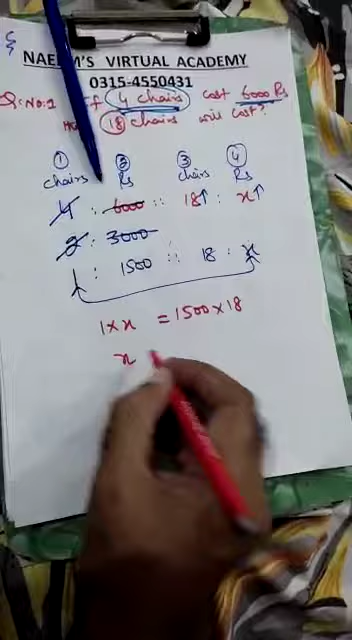 NAEEM'S VIRTUAL ACADEMY
0315-4550431
Q:No:1 If 4 Chairs cost 6000 Rs
18 chairs will cost?
① ② ③ ④
chairs Rs chairs Rs
4 : 6000 :: 18↑ : x↑
2 : 3000
1 : 1500 :: 18 : x
1 × x = 1500 × 18
x